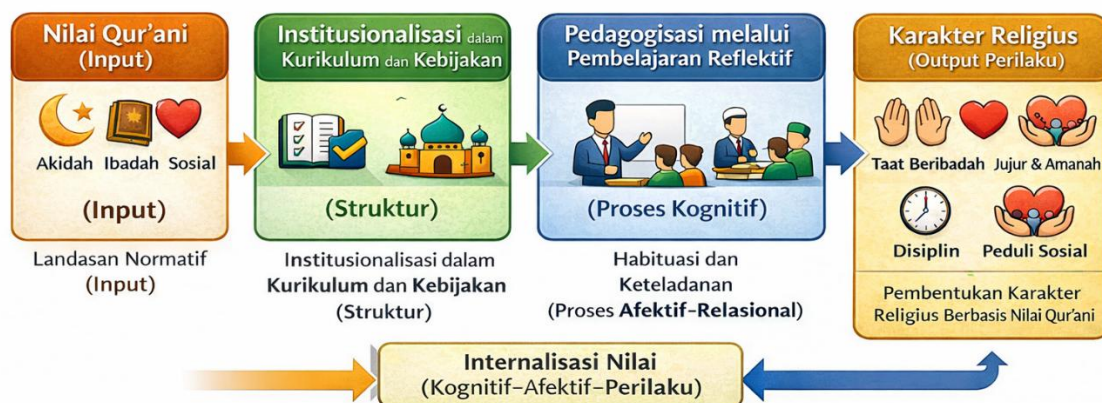 Nilai Qur'ani
(Input)
Akidah Ibadah Sosial
(Input)
Landasan Normatif
(Input)
Institusionalisasi dalam
Kurikulum dan Kebijakan
(Struktur)
Institusionalisasi dalam
Kurikulum dan Kebijakan
(Struktur)
Pedagogisasi melalui
Pembelajaran Reflektif
(Proses Kognitif)
Habituasi dan
Keteladanan
(Proses Afektif–Relasional)
Karakter Religius
(Output Perilaku)
Taat Beribadah Jujur & Amanah
Disiplin Peduli Sosial
Pembentukan Karakter
Religius Berbasis Nilai Qur'ani
Internalisasi Nilai
(Kognitif–Afektif–Perilaku)